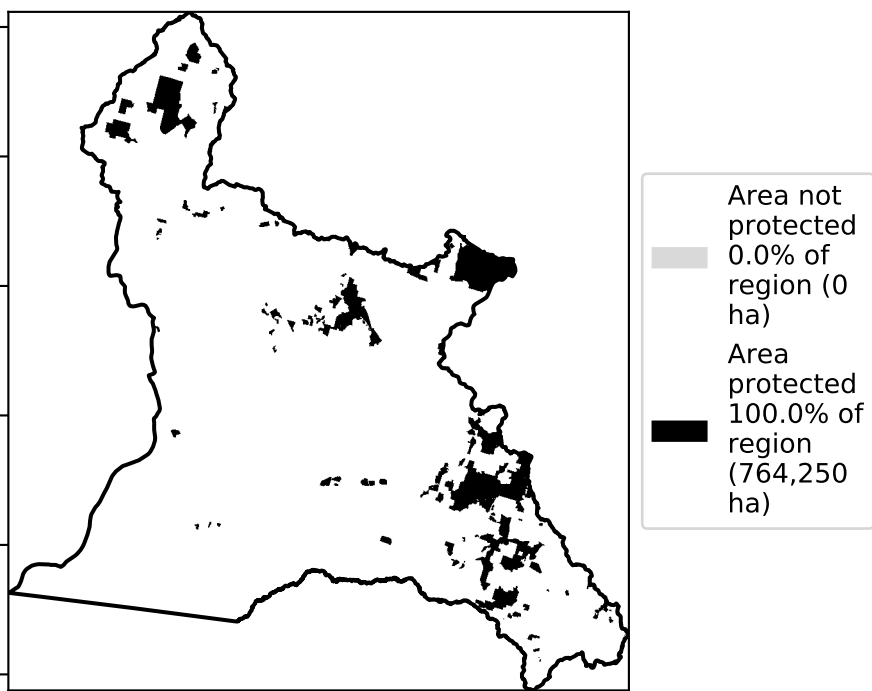 Area not
protected
0.0% of
region (0
ha)
Area
protected
100.0% of
region
(764,250
ha)